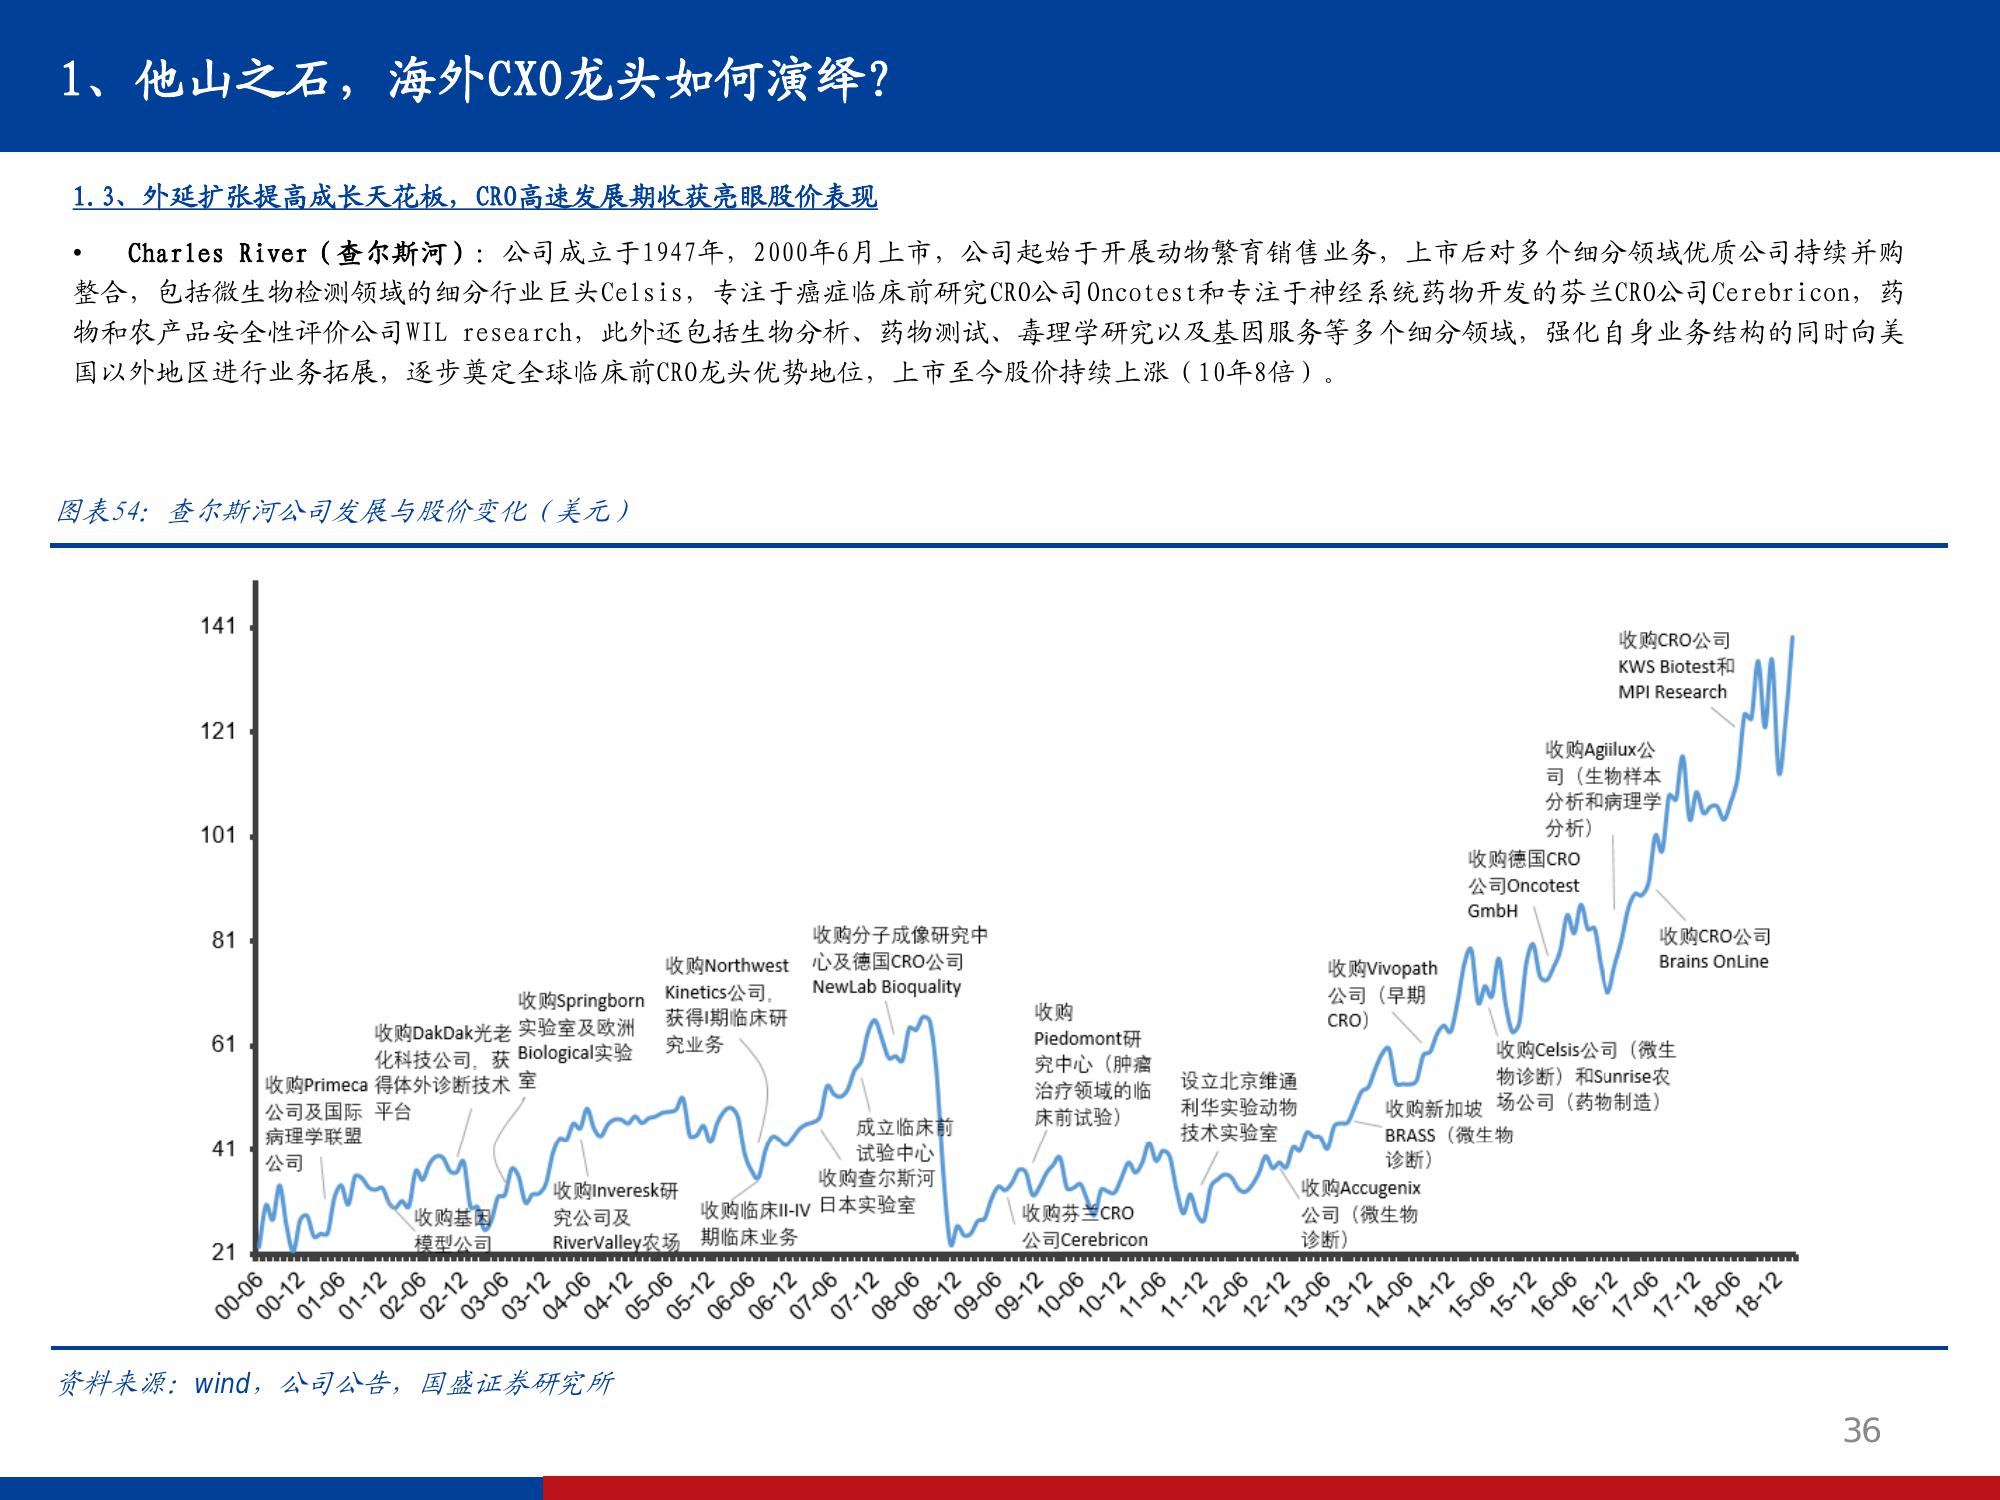 1、他山之石，海外CXO龙头如何演绎？
1.3、外延扩张提高成长天花板，CRO高速发展期收获亮眼股价表现
• Charles River（查尔斯河）：公司成立于1947年，2000年6月上市，公司起始于开展动物繁育销售业务，上市后对多个细分领域优质公司持续并购
整合，包括微生物检测领域的细分行业巨头Celsis，专注于癌症临床前研究CRO公司Oncotest和专注于神经系统药物开发的芬兰CRO公司Cerebricon，药
物和农产品安全性评价公司WIL research，此外还包括生物分析、药物测试、毒理学研究以及基因服务等多个细分领域，强化自身业务结构的同时向美
国以外地区进行业务拓展，逐步奠定全球临床前CRO龙头优势地位，上市至今股价持续上涨（10年8倍）。
图表54：查尔斯河公司发展与股价变化（美元）
141
121
101
81
61
41
21
收购Primeca
公司及国际
病理学联盟
公司
收购DakDak光老
化科技公司，获
得体外诊断技术
平台
收购基因
模型公司
收购Springborn
实验室及欧洲
Biological实验
室
收购Inveresk研
究公司及
RiverValley农场
收购Northwest
Kinetics公司，
获得I期临床研
究业务
收购临床II-IV
期临床业务
收购分子成像研究中
心及德国CRO公司
NewLab Bioquality
成立临床前
试验中心
收购查尔斯河
日本实验室
收购
Piedomont研
究中心（肿瘤
治疗领域的临
床前试验）
收购芬兰CRO
公司Cerebricon
设立北京维通
利华实验动物
技术实验室
收购Accugenix
公司（微生物
诊断）
收购Vivopath
公司（早期
CRO）
收购新加坡
BRASS（微生物
诊断）
收购Celsis公司（微生
物诊断）和Sunrise农
场公司（药物制造）
收购德国CRO
公司Oncotest
GmbH
收购Agiilux公
司（生物样本
分析和病理学
分析）
收购CRO公司
Brains OnLine
收购CRO公司
KWS Biotest和
MPI Research
00-06
00-12
01-06
01-12
02-06
02-12
03-06
03-12
04-06
04-12
05-06
05-12
06-06
06-12
07-06
07-12
08-06
08-12
09-06
09-12
10-06
10-12
11-06
11-12
12-06
12-12
13-06
13-12
14-06
14-12
15-06
15-12
16-06
16-12
17-06
17-12
18-06
18-12
资料来源：wind，公司公告，国盛证券研究所
36